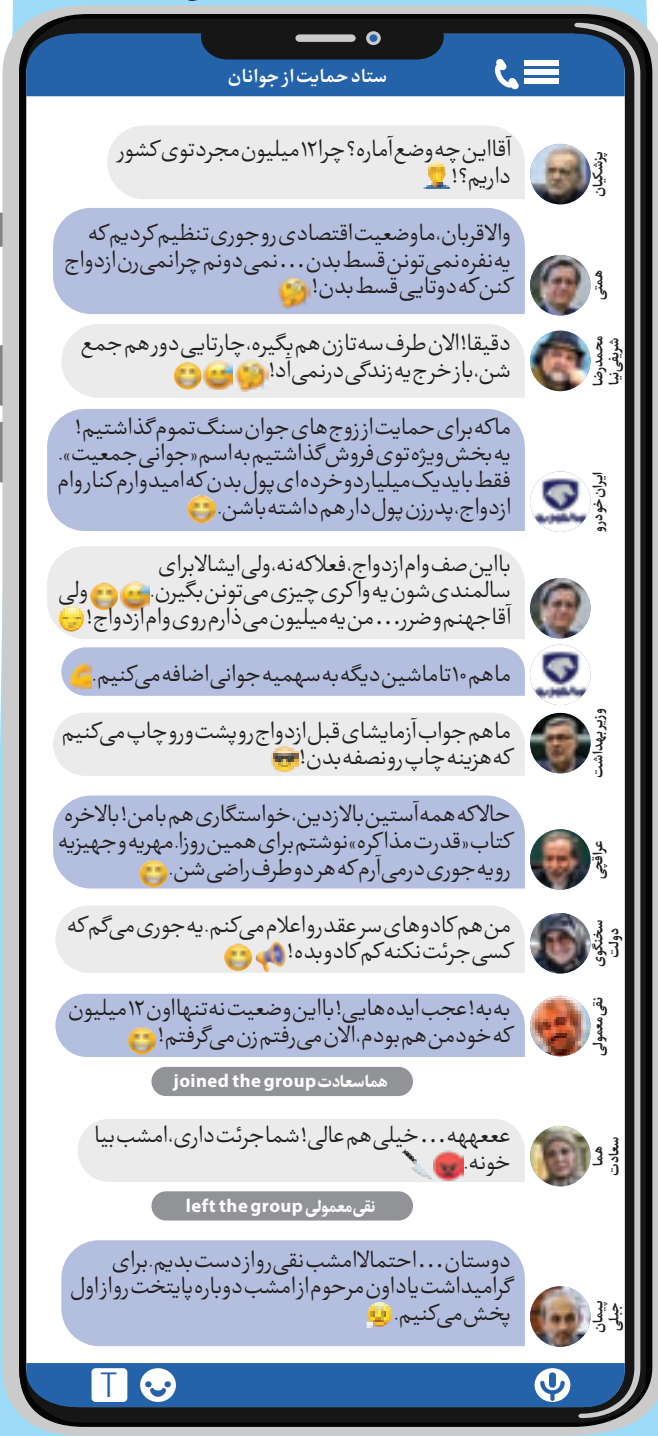 ستاد حمایت از جوانان
پزشکیان
آقا این چه وضع آماره؟ چرا ۱۲ میلیون مجرد توی کشور
داریم؟!
همتی
والا قربان، ما وضعیت اقتصادی رو جوری تنظیم کردیم که
یه نفره نمی‌تونن قسط بدن... نمی‌دونم چرا نمی‌رن ازدواج
کنن که دوتایی قسط بدن!
محمدرضا
شریفی‌نیا
دقیقا! الان طرف سه تا زن هم بگیره، چارتایی دور هم جمع
شن، باز خرج یه زندگی درنمی‌آد!
ایران خودرو
ما که برای حمایت از زوج‌های جوان سنگ تموم گذاشتیم!
یه بخش ویژه توی فروش گذاشتیم به اسم «جوانی جمعیت».
فقط باید یک میلیارد و خرده‌ای پول بدن که امیدوارم کنار وام
ازدواج، پدرزن پول‌دار هم داشته باشن.
با این صف وام ازدواج، فعلا که نه، ولی ایشالا برای
سالمندی‌شون یه واکری چیزی می‌تونن بگیرن. ولی
آقا جهنم و ضرر... من یه میلیون می‌ذارم روی وام ازدواج!
ما هم ۱۰ تا ماشین دیگه به سهمیه جوانی اضافه می‌کنیم.
وزیر بهداشت
ما هم جواب آزمایشای قبل ازدواج رو پشت و رو چاپ می‌کنیم
که هزینه چاپ رو نصفه بدن!
عراقچی
حالا که همه آستین بالا زدین، خواستگاری هم با من! بالاخره
کتاب «قدرت مذاکره» نوشتم برای همین روزا. مهریه و جهیزیه
رو یه جوری درمی‌آرم که هر دو طرف راضی شن.
سخنگوی
دولت
من هم کادوهای سر عقد رو اعلام می‌کنم. یه جوری می‌گم که
کسی جرئت نکنه کم کادو بده!
نقی معمولی
به به! عجب ایده‌هایی! با این وضعیت نه تنها اون ۱۲ میلیون
که خود من هم بودم، الان می‌رفتم زن می‌گرفتم!
هما سعادت joined the group
هما
سعادت
عععههه... خیلی هم عالی! شما جرئت داری، امشب بیا
خونه.
نقی معمولی left the group
پیمان
جبلی
دوستان... احتمالا امشب نقی رو از دست بدیم. برای
گرامیداشت یاد اون مرحوم از امشب دوباره پایتخت رو از اول
پخش می‌کنیم.
T